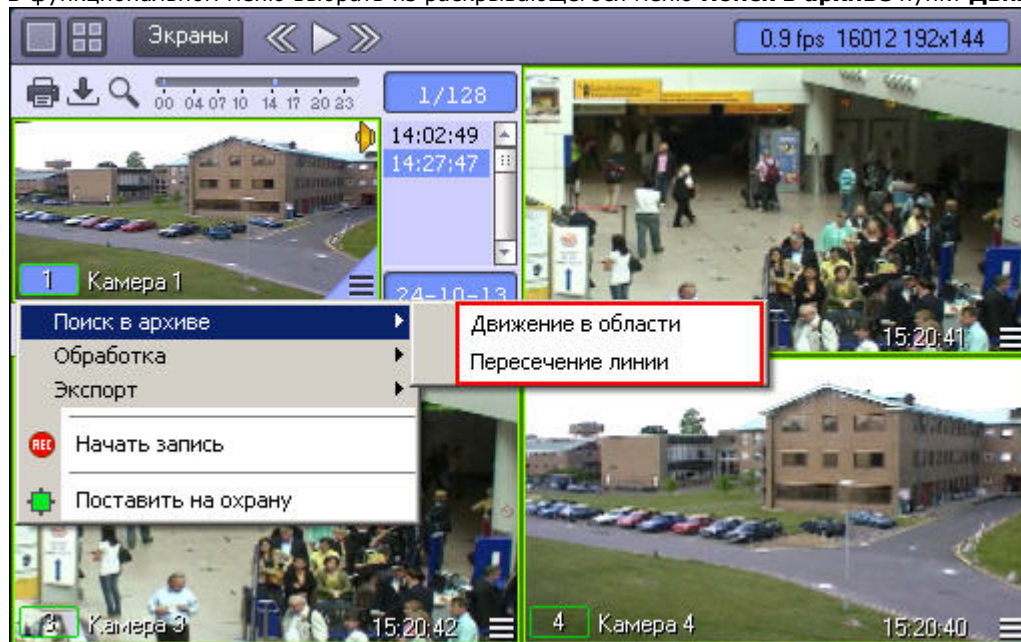 Экраны
0.9 fps 16012 192x144
00 04 07 10 14 17 20 23
1/128
14:02:49
14:27:47
24-10-13
1 Камера 1
15:20:41
Поиск в архиве
Обработка
Экспорт
REC Начать запись
Поставить на охрану
Движение в области
Пересечение линии
3 Камера 3
15:20:42
4 Камера 4
15:20:40